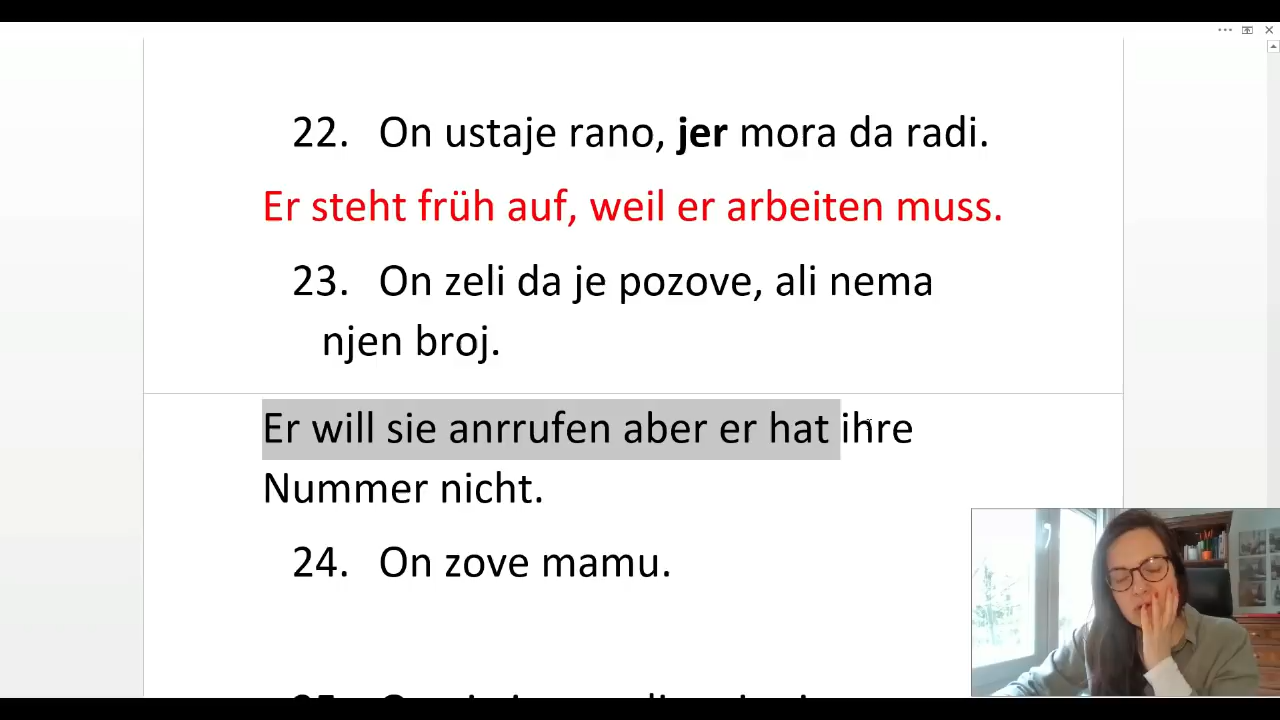 22. On ustaje rano, jer mora da radi.
Er steht früh auf, weil er arbeiten muss.
23. On zeli da je pozove, ali nema
njen broj.
Er will sie anrrufen aber er hat ihre
Nummer nicht.
24. On zove mamu.